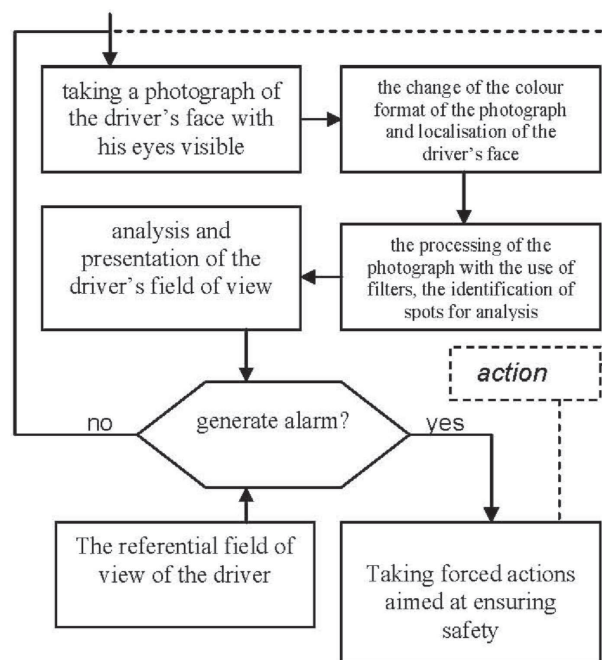 taking a photograph of
the driver's face with
his eyes visible
the change of the colour
format of the photograph
and localisation of the
driver's face
analysis and
presentation of the
driver's field of view
the processing of the
photograph with the use of
filters, the identification of
spots for analysis
action
no
generate alarm?
yes
The referential field of
view of the driver
Taking forced actions
aimed at ensuring
safety